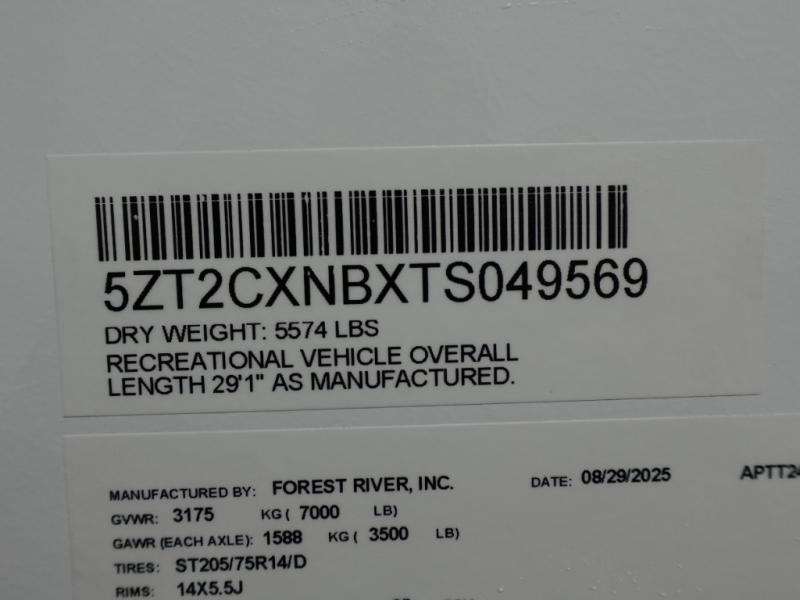 5ZT2CXNBXTS049569
DRY WEIGHT: 5574 LBS
RECREATIONAL VEHICLE OVERALL
LENGTH 29'1" AS MANUFACTURED.
MANUFACTURED BY: FOREST RIVER, INC. DATE: 08/29/2025 APTT24
GVWR: 3175 KG ( 7000 LB)
GAWR (EACH AXLE): 1588 KG ( 3500 LB)
TIRES: ST205/75R14/D
RIMS: 14X5.5J